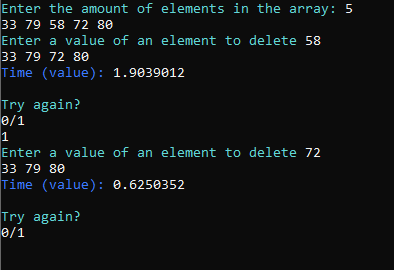 Enter the amount of elements in the array: 5
33 79 58 72 80
Enter a value of an element to delete 58
33 79 72 80
Time (value): 1.9039012
Try again?
0/1
1
Enter a value of an element to delete 72
33 79 80
Time (value): 0.6250352
Try again?
0/1